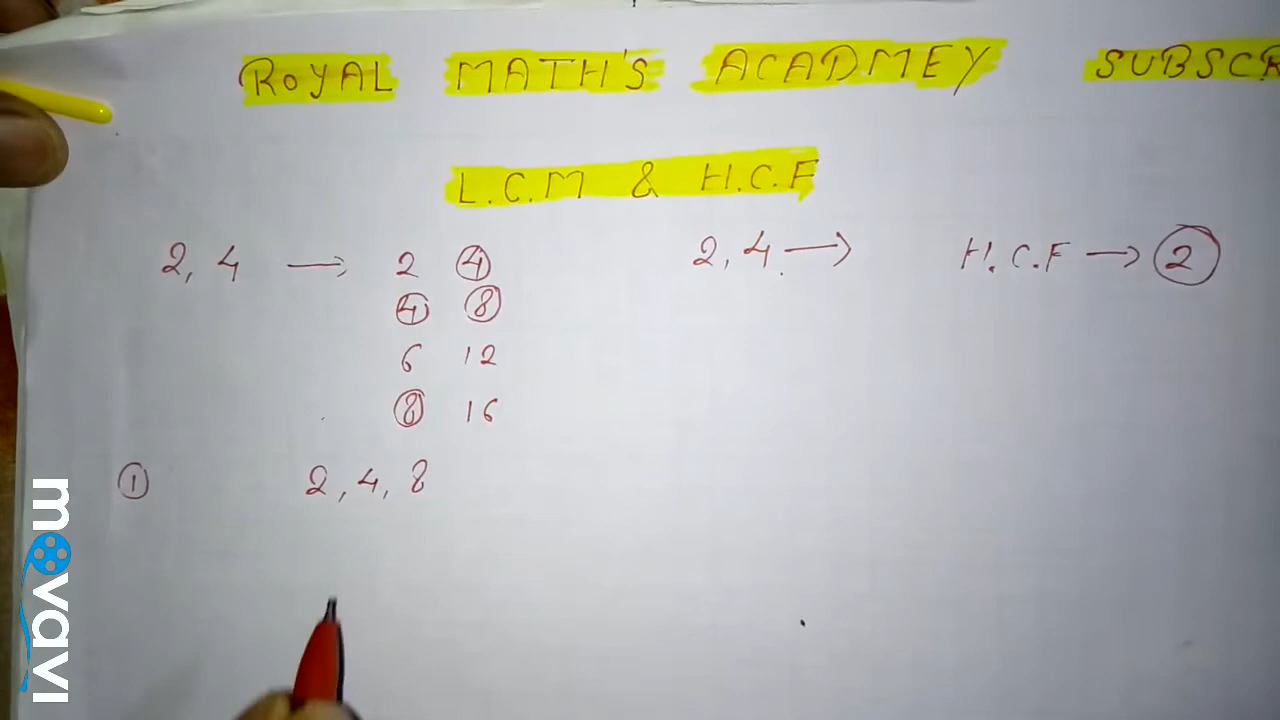 ROYAL MATH'S ACADMEY SUBSCR
L.C.M & H.C.F
2, 4 → 2 4 2, 4. → H.C.F → 2
4 8
6 12
8 16
1 2, 4, 8
movavi